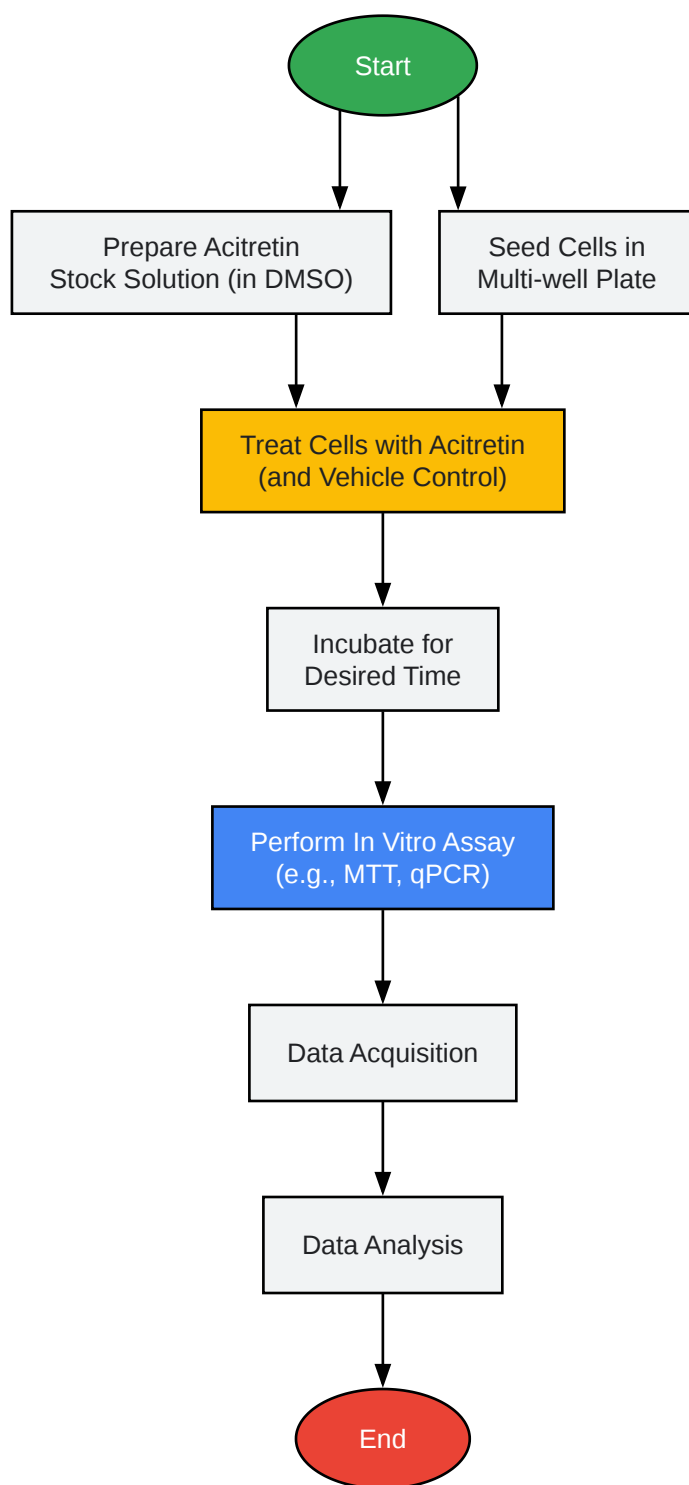 Start
Prepare Acitretin
Stock Solution (in DMSO)
Seed Cells in
Multi-well Plate
Treat Cells with Acitretin
(and Vehicle Control)
Incubate for
Desired Time
Perform In Vitro Assay
(e.g., MTT, qPCR)
Data Acquisition
Data Analysis
End